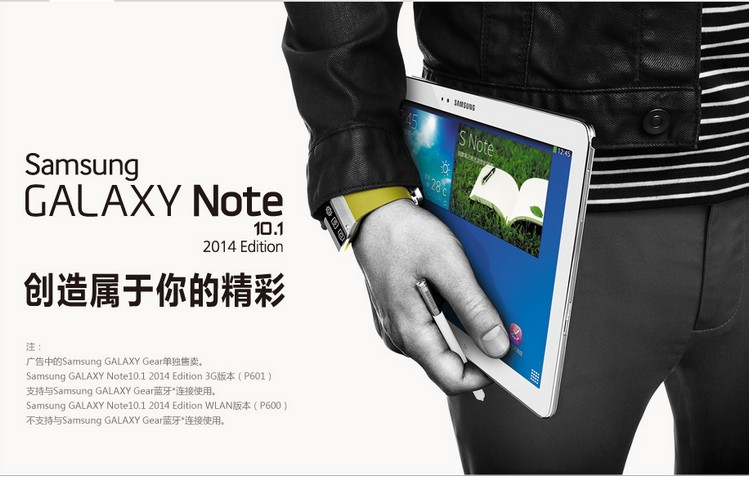 Samsung
GALAXY Note
10.1
2014 Edition
创造属于你的精彩
注：
广告中的Samsung GALAXY Gear单独售卖。
Samsung GALAXY Note10.1 2014 Edition 3G版本（P601）
支持与Samsung GALAXY Gear蓝牙*连接使用。
Samsung GALAXY Note10.1 2014 Edition WLAN版本（P600）
不支持与Samsung GALAXY Gear蓝牙*连接使用。
SAMSUNG
12:45
S Note
28°c